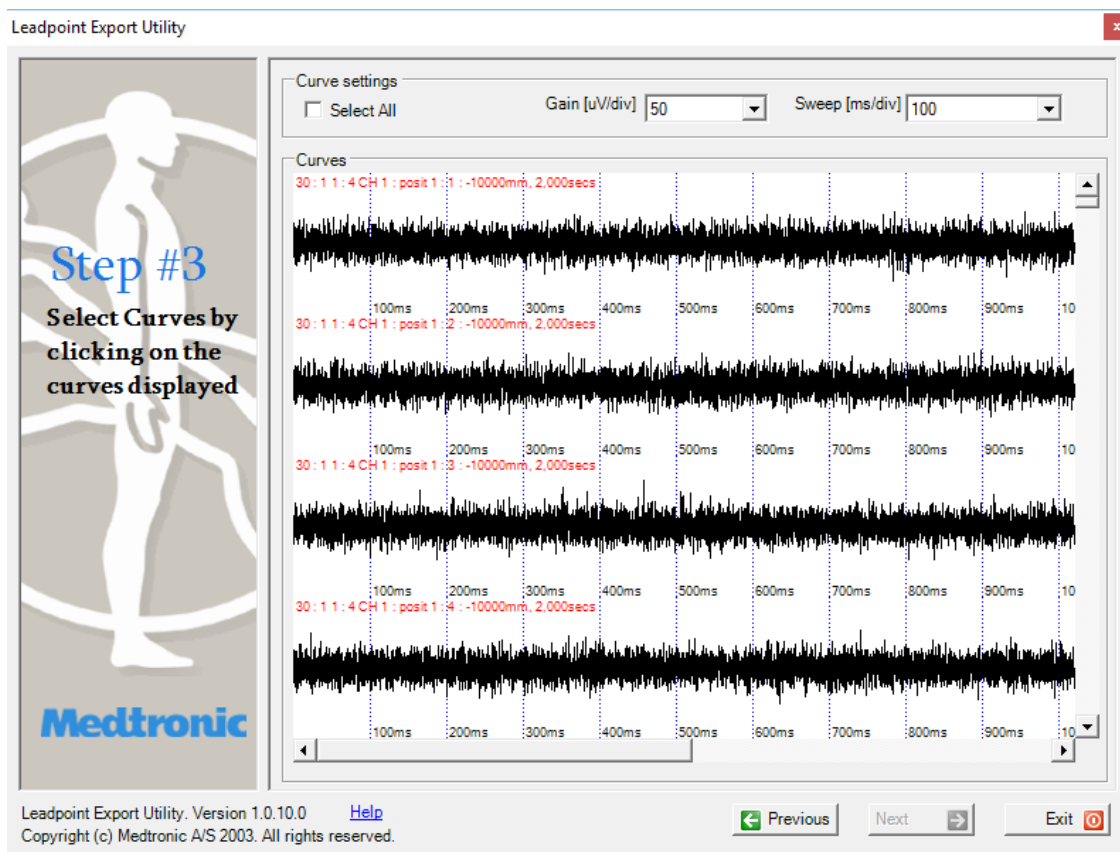 Leadpoint Export Utility
x
Step #3
Select Curves by
clicking on the
curves displayed
Medtronic
Curve settings
Select All
Gain [uV/div] 50
Sweep [ms/div] 100
Curves
30 : 1 1 : 4 CH 1 : posit 1 : 1 : -10000mm, 2,000secs
100ms 200ms 300ms 400ms 500ms 600ms 700ms 800ms 900ms 10
30 : 1 1 : 4 CH 1 : posit 1 : 2 : -10000mm, 2,000secs
100ms 200ms 300ms 400ms 500ms 600ms 700ms 800ms 900ms 10
30 : 1 1 : 4 CH 1 : posit 1 : 3 : -10000mm, 2,000secs
100ms 200ms 300ms 400ms 500ms 600ms 700ms 800ms 900ms 10
30 : 1 1 : 4 CH 1 : posit 1 : 4 : -10000mm, 2,000secs
100ms 200ms 300ms 400ms 500ms 600ms 700ms 800ms 900ms 10
Leadpoint Export Utility. Version 1.0.10.0 Help
Copyright (c) Medtronic A/S 2003. All rights reserved.
Previous
Next
Exit